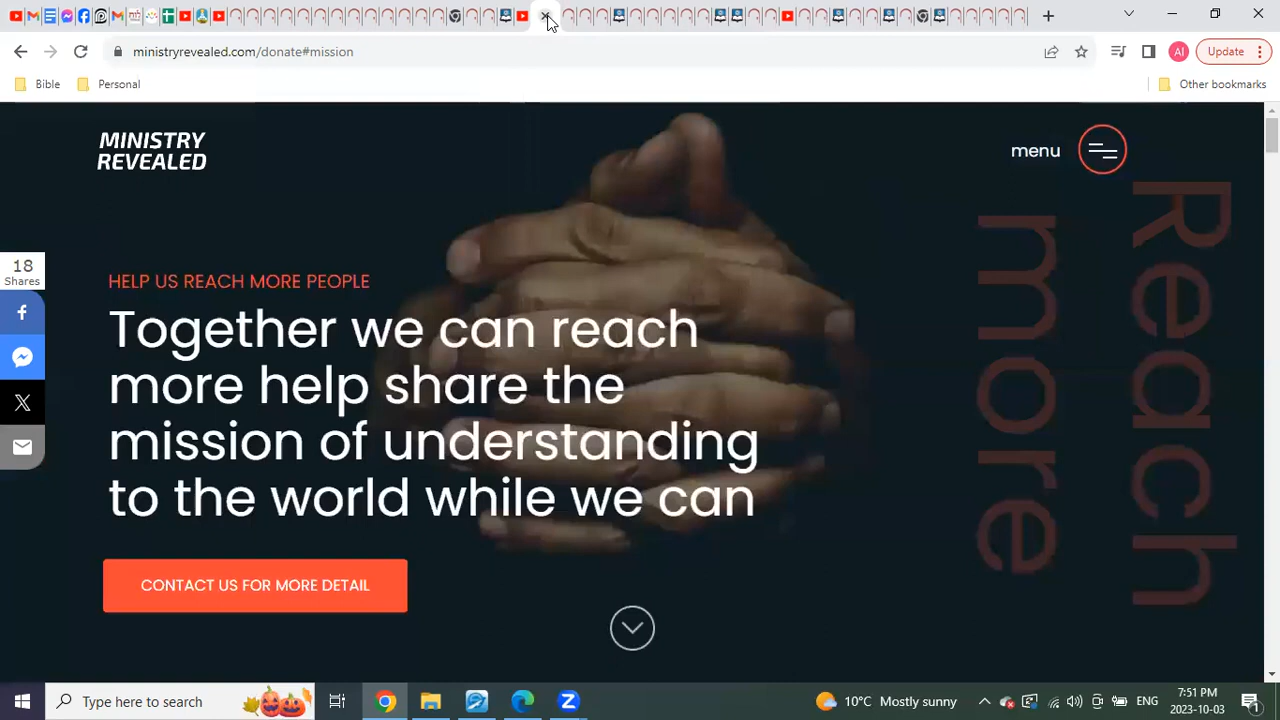 ministryrevealed.com/donate#mission
AI
Update
Bible
Personal
Other bookmarks
MINISTRY
REVEALED
menu
18
Shares
HELP US REACH MORE PEOPLE
Together we can reach
more help share the
mission of understanding
to the world while we can
CONTACT US FOR MORE DETAIL
Reach
more
Type here to search
10°C Mostly sunny
ENG
7:51 PM
2023-10-03
1